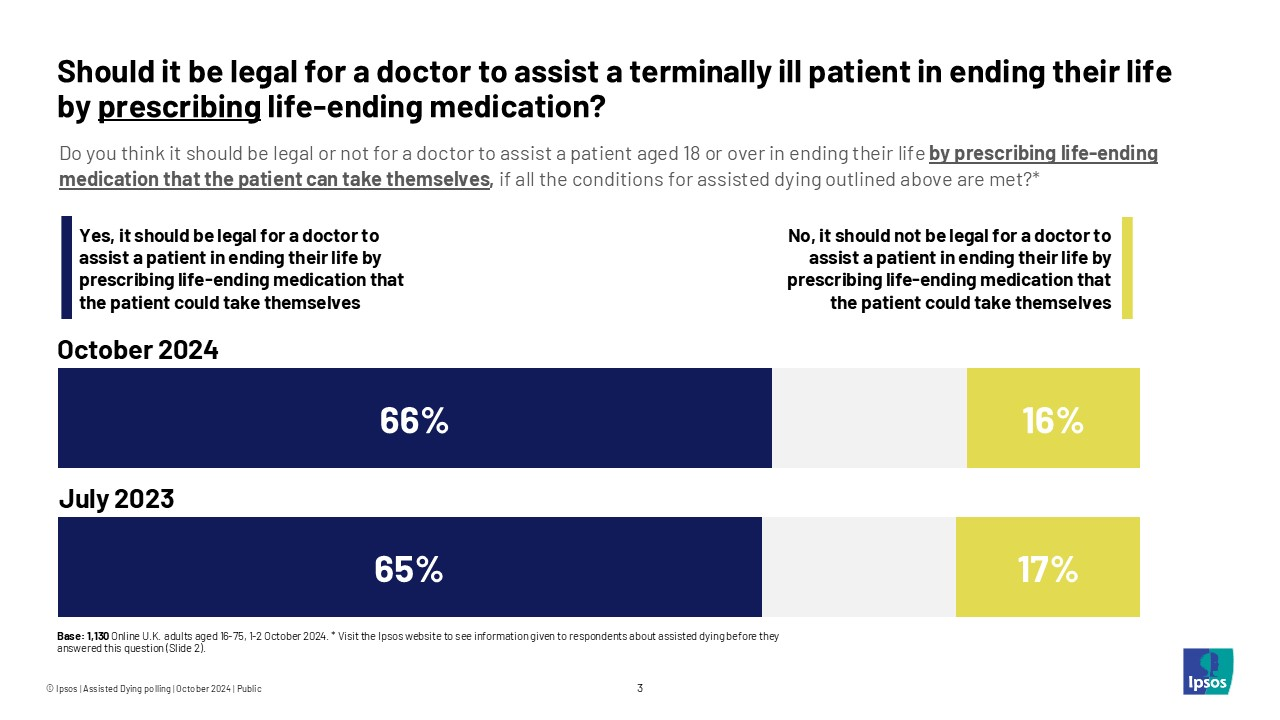 Should it be legal for a doctor to assist a terminally ill patient in ending their life
by prescribing life-ending medication?
Do you think it should be legal or not for a doctor to assist a patient aged 18 or over in ending their life by prescribing life-ending
medication that the patient can take themselves, if all the conditions for assisted dying outlined above are met?*
Yes, it should be legal for a doctor to
assist a patient in ending their life by
prescribing life-ending medication that
the patient could take themselves
No, it should not be legal for a doctor to
assist a patient in ending their life by
prescribing life-ending medication that
the patient could take themselves
October 2024
66%
16%
July 2023
65%
17%
Base: 1,130 Online U.K. adults aged 16-75, 1-2 October 2024. * Visit the Ipsos website to see information given to respondents about assisted dying before they
answered this question (Slide 2).
© Ipsos | Assisted Dying polling | October 2024 | Public
3
Ipsos